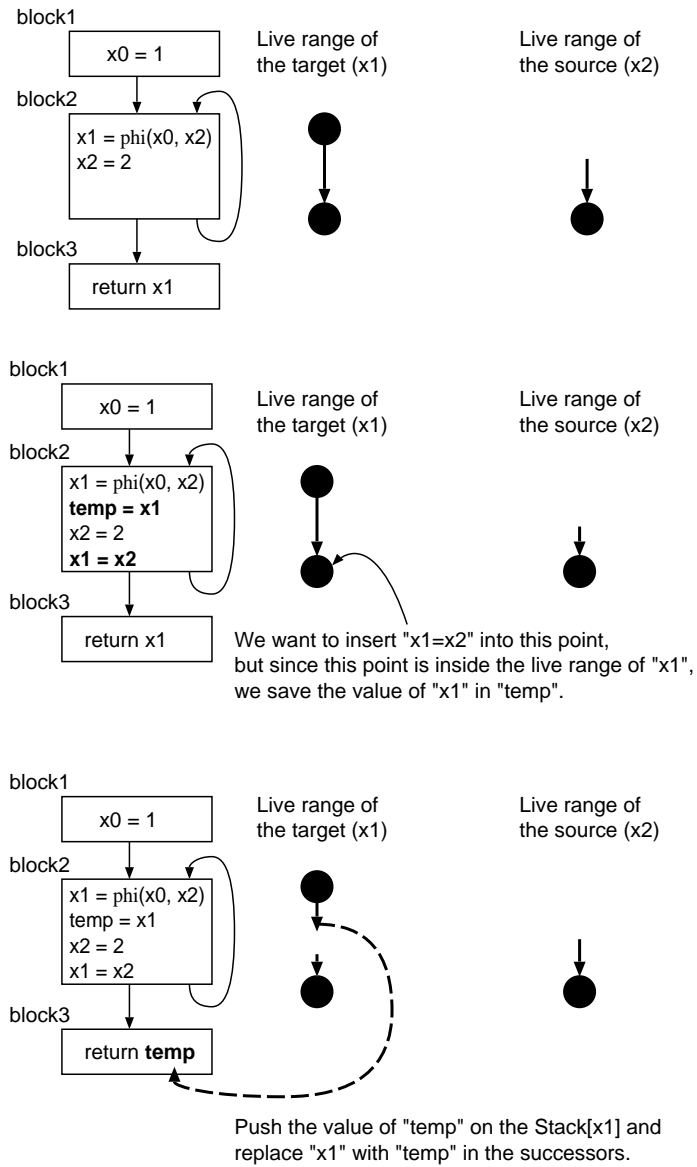 block1
x0 = 1
Live range of
the target (x1)
Live range of
the source (x2)
block2
x1 = phi(x0, x2)
x2 = 2
block3
return x1
block1
x0 = 1
Live range of
the target (x1)
Live range of
the source (x2)
block2
x1 = phi(x0, x2)
temp = x1
x2 = 2
x1 = x2
block3
return x1
We want to insert "x1=x2" into this point,
but since this point is inside the live range of "x1",
we save the value of "x1" in "temp".
block1
x0 = 1
Live range of
the target (x1)
Live range of
the source (x2)
block2
x1 = phi(x0, x2)
temp = x1
x2 = 2
x1 = x2
block3
return temp
Push the value of "temp" on the Stack[x1] and
replace "x1" with "temp" in the successors.